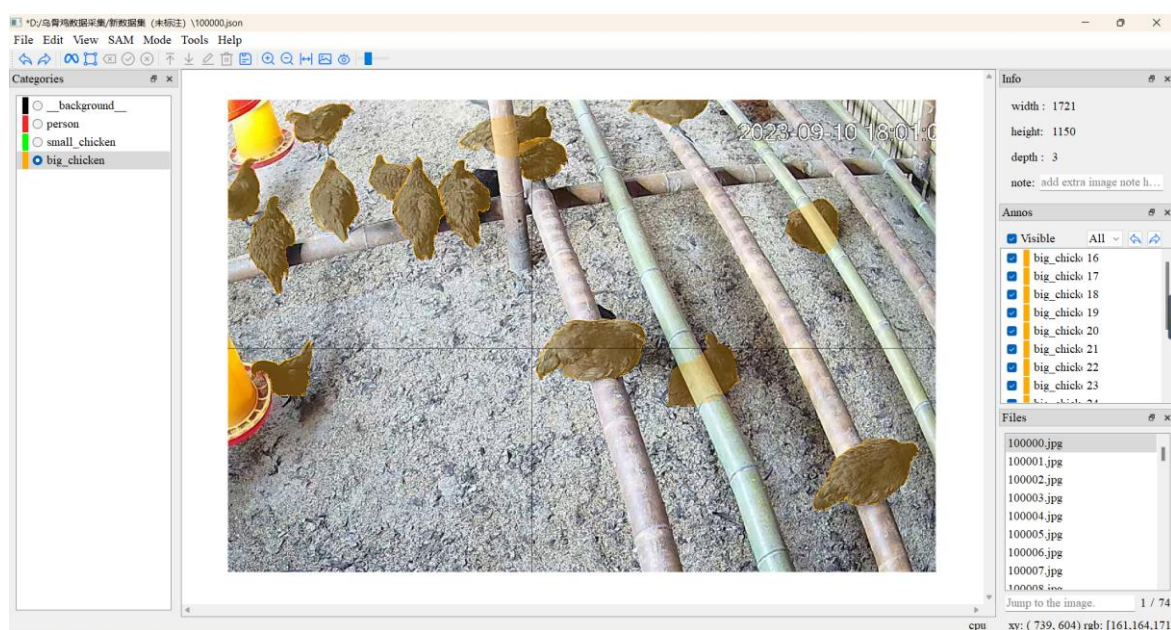 *D:/乌骨鸡数据采集/新数据集（未标注）\100000.json
File Edit View SAM Mode Tools Help
Categories
__background__
person
small_chicken
big_chicken
2023-09-10 18:01:0
Info
width : 1721
height: 1150
depth : 3
note: add extra image note h...
Annos
Visible All
big_chick 16
big_chick 17
big_chick 18
big_chick 19
big_chick 20
big_chick 21
big_chick 22
big_chick 23
Files
100000.jpg
100001.jpg
100002.jpg
100003.jpg
100004.jpg
100005.jpg
100006.jpg
100007.jpg
100008.jpg
Jump to the image. 1 / 74
cpu xy: ( 739, 604) rgb: [161,164,171